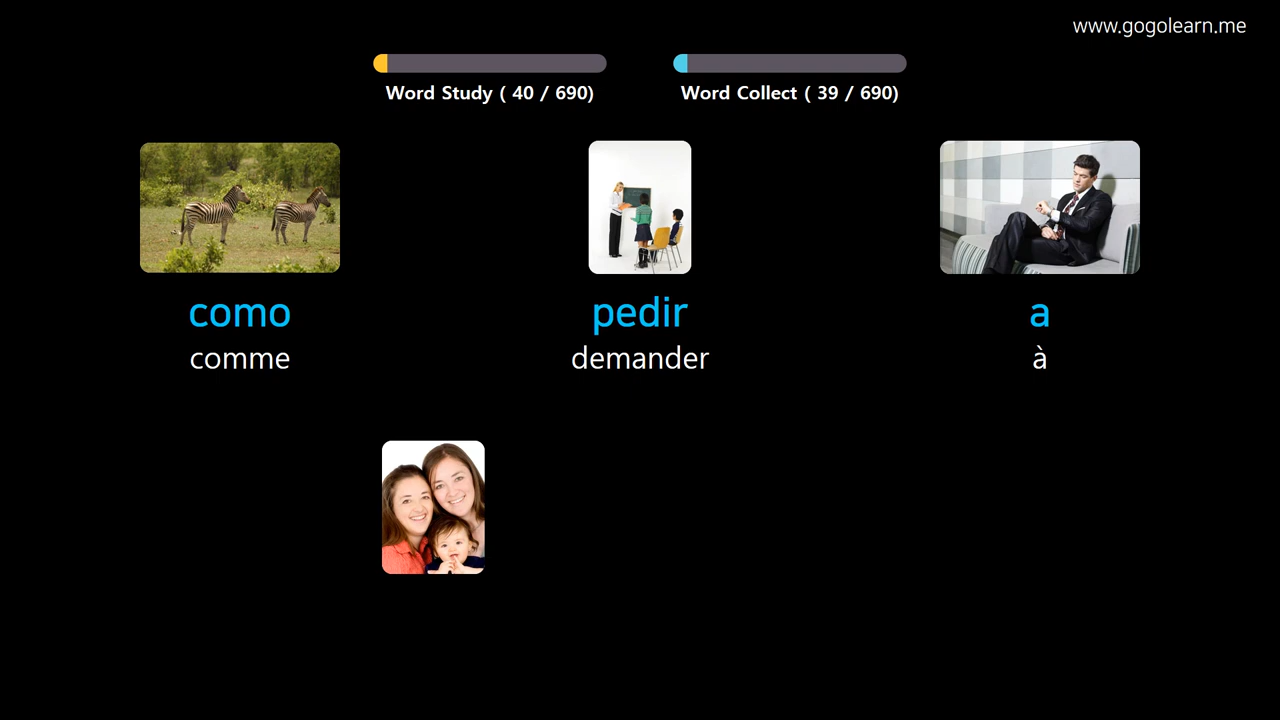 www.gogolearn.me
Word Study ( 40 / 690)
Word Collect ( 39 / 690)
como
pedir
a
comme
demander
à